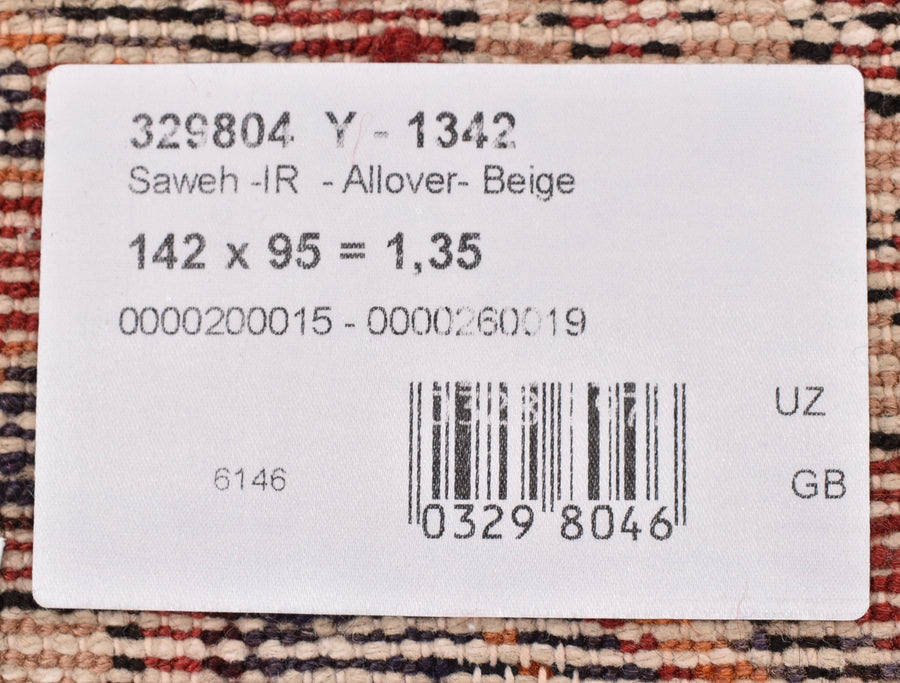 329804 Y - 1342
Saweh -IR - Allover- Beige
142 x 95 = 1,35
0000200015 - 0000260019
UZ
6146
GB
0329 8046